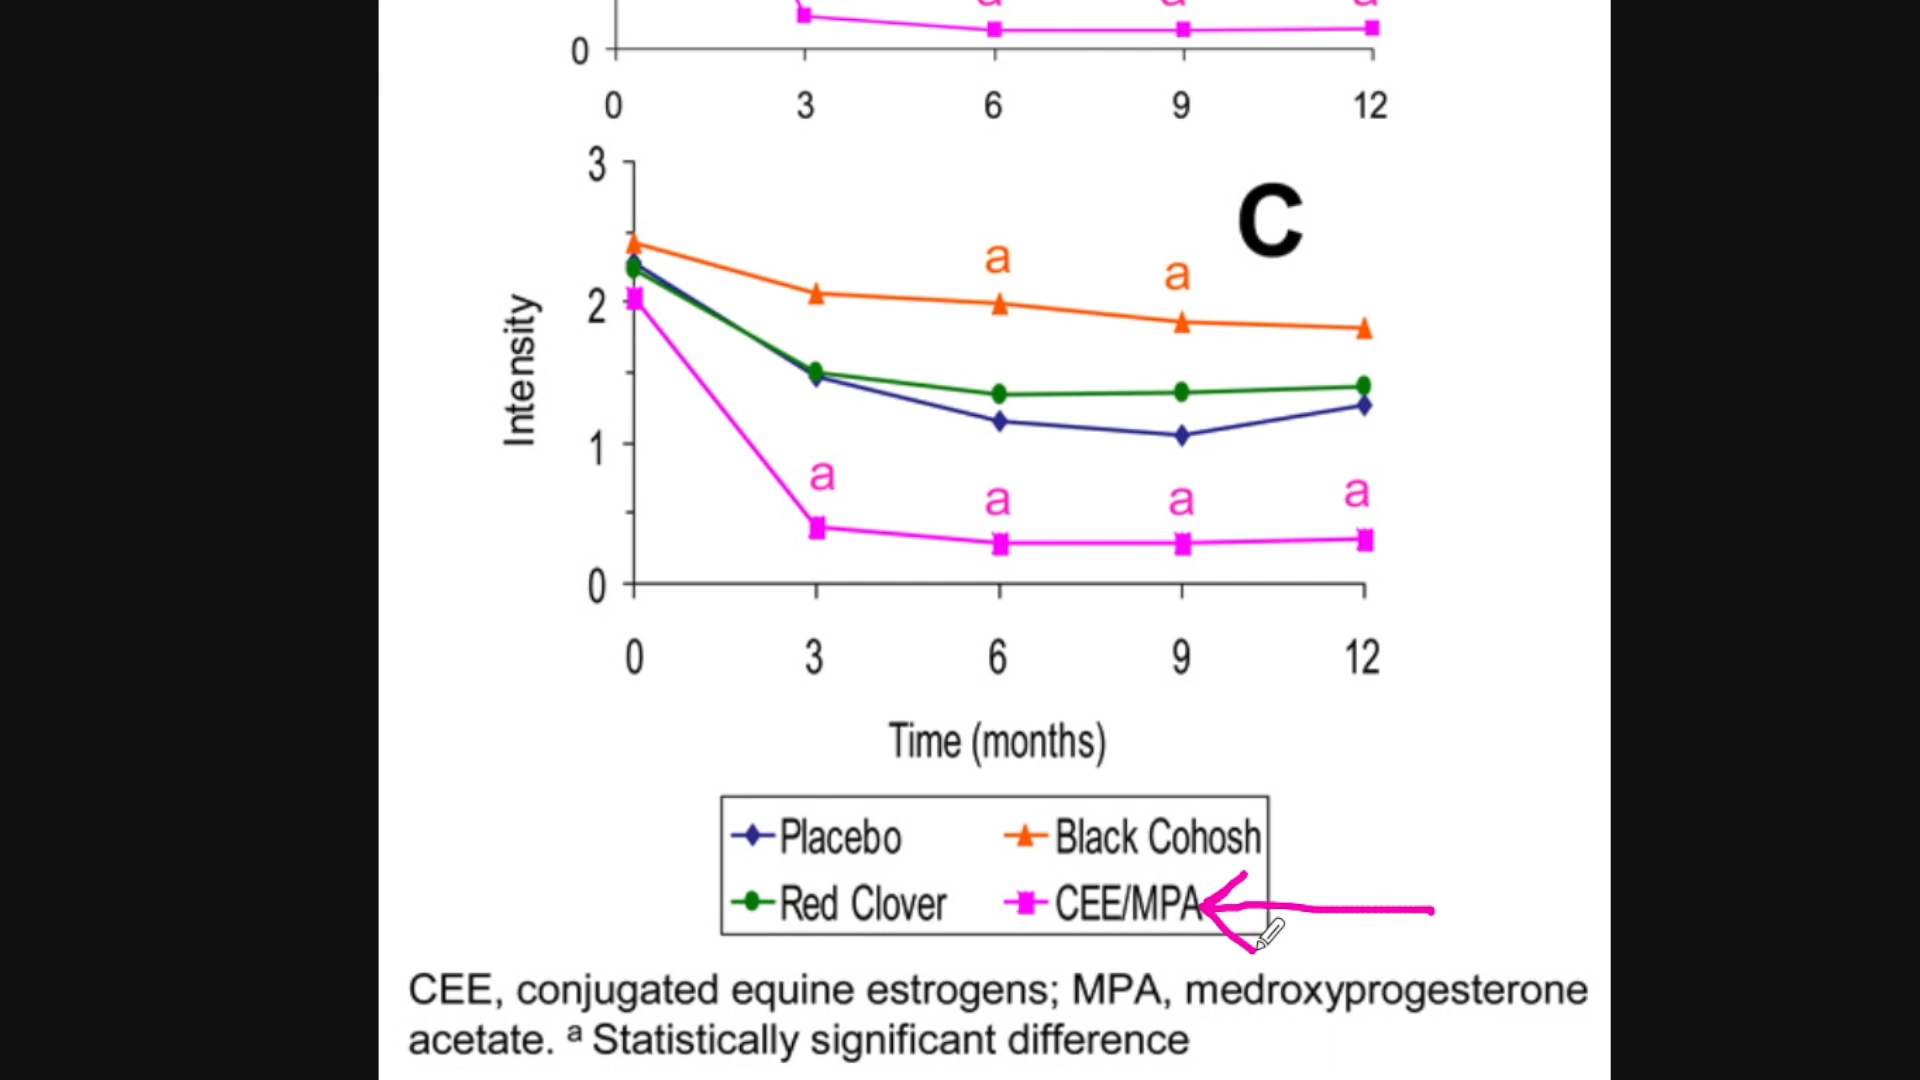 a a a
0
0 3 6 9 12
3
C
a a
2
Intensity
1
a a a a
0
0 3 6 9 12
Time (months)
Placebo Black Cohosh
Red Clover CEE/MPA
CEE, conjugated equine estrogens; MPA, medroxyprogesterone
acetate. a Statistically significant difference